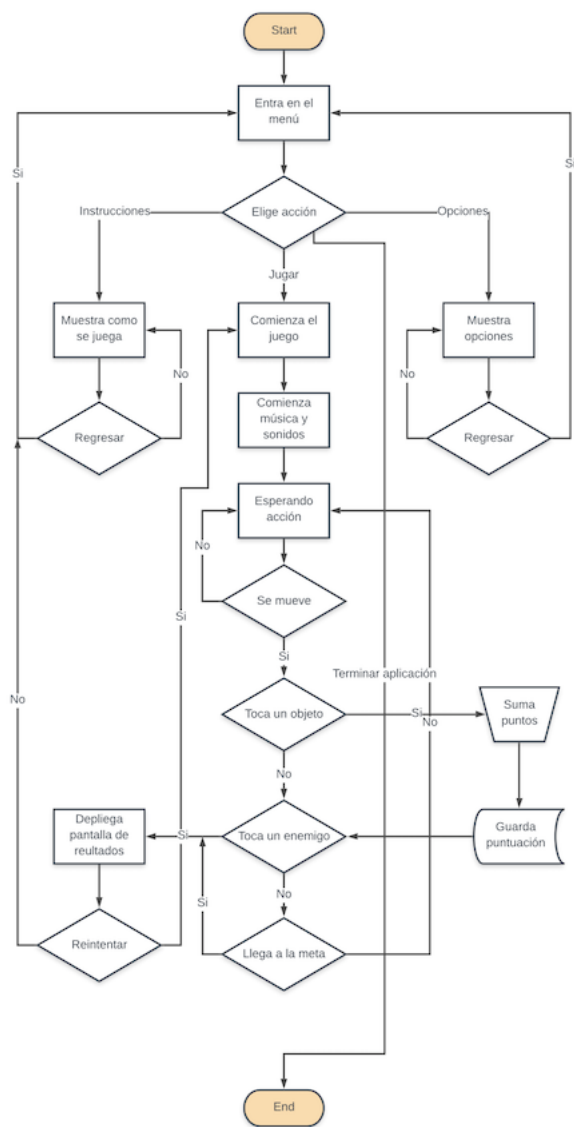 Start
Entra en el
menú
Si
Si
Instrucciones
Elige acción
Opciones
Jugar
Muestra como
se juega
Comienza el
juego
Muestra
opciones
No
No
Regresar
Comienza
música y
sonidos
Regresar
Esperando
acción
No
Se mueve
Si
Si
Terminar aplicación
No
Toca un objeto
Si
No
Suma
puntos
No
Depliega
pantalla de
reultados
Si
Toca un enemigo
Guarda
puntuación
No
Si
Reintentar
Llega a la meta
End